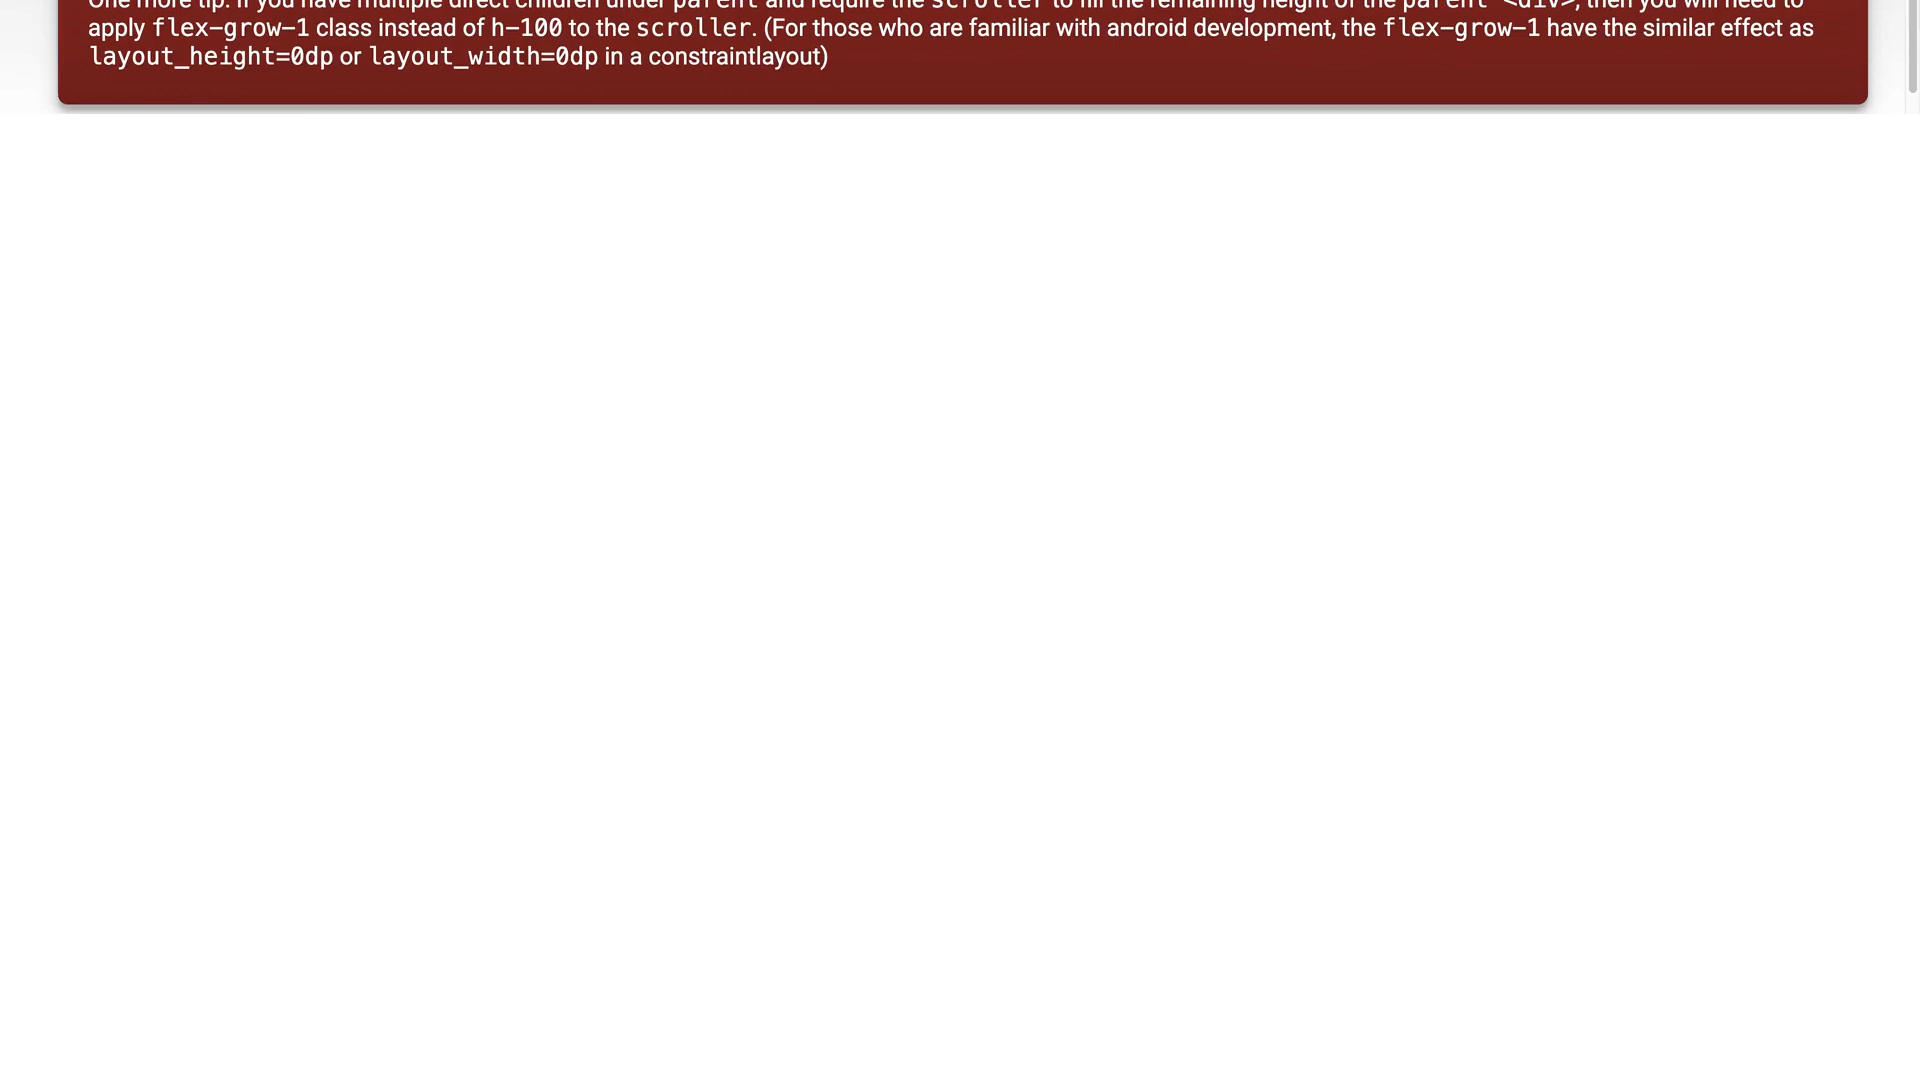 One more tip: If you have multiple direct children under parent and require the scroller to fill the remaining height of the parent <div>, then you will need to
apply flex-grow-1 class instead of h-100 to the scroller. (For those who are familiar with android development, the flex-grow-1 have the similar effect as
layout_height=0dp or layout_width=0dp in a constraintlayout)